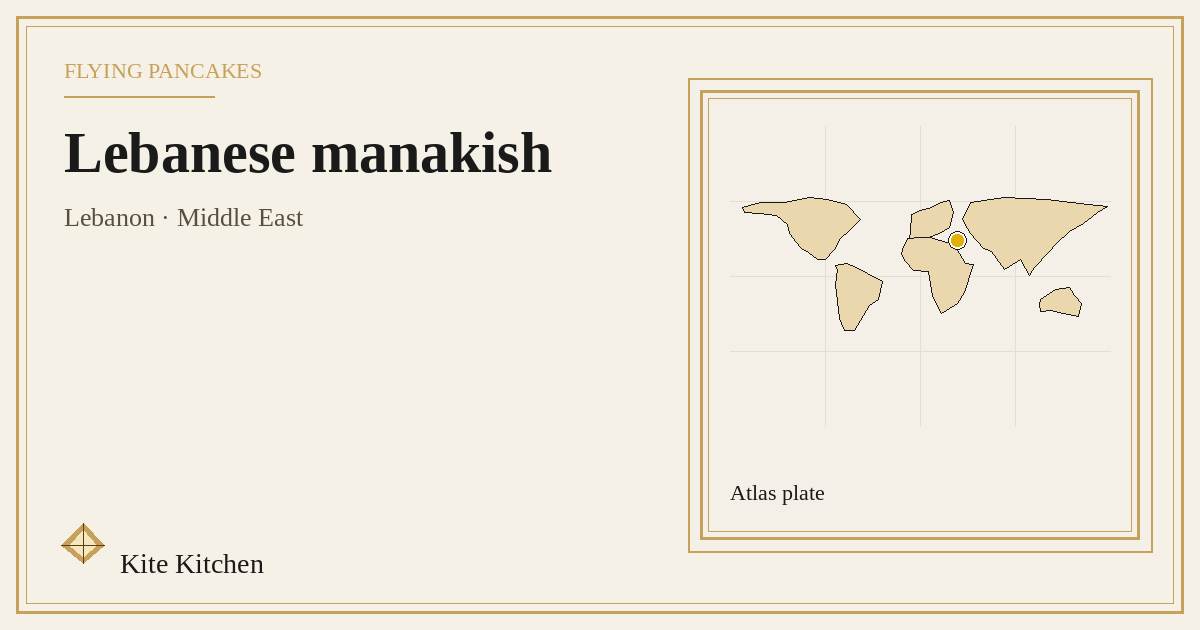 FLYING PANCAKES
Lebanese manakish
Lebanon · Middle East
Atlas plate
Kite Kitchen